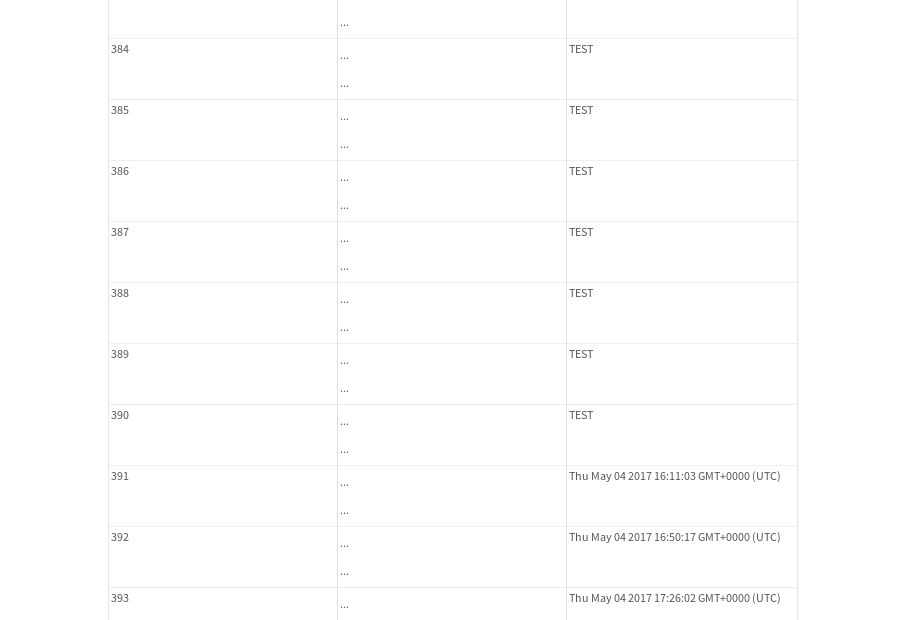 ...
384 ... TEST
...
385 ... TEST
...
386 ... TEST
...
387 ... TEST
...
388 ... TEST
...
389 ... TEST
...
390 ... TEST
...
391 ... Thu May 04 2017 16:11:03 GMT+0000 (UTC)
...
392 ... Thu May 04 2017 16:50:17 GMT+0000 (UTC)
...
393 ... Thu May 04 2017 17:26:02 GMT+0000 (UTC)